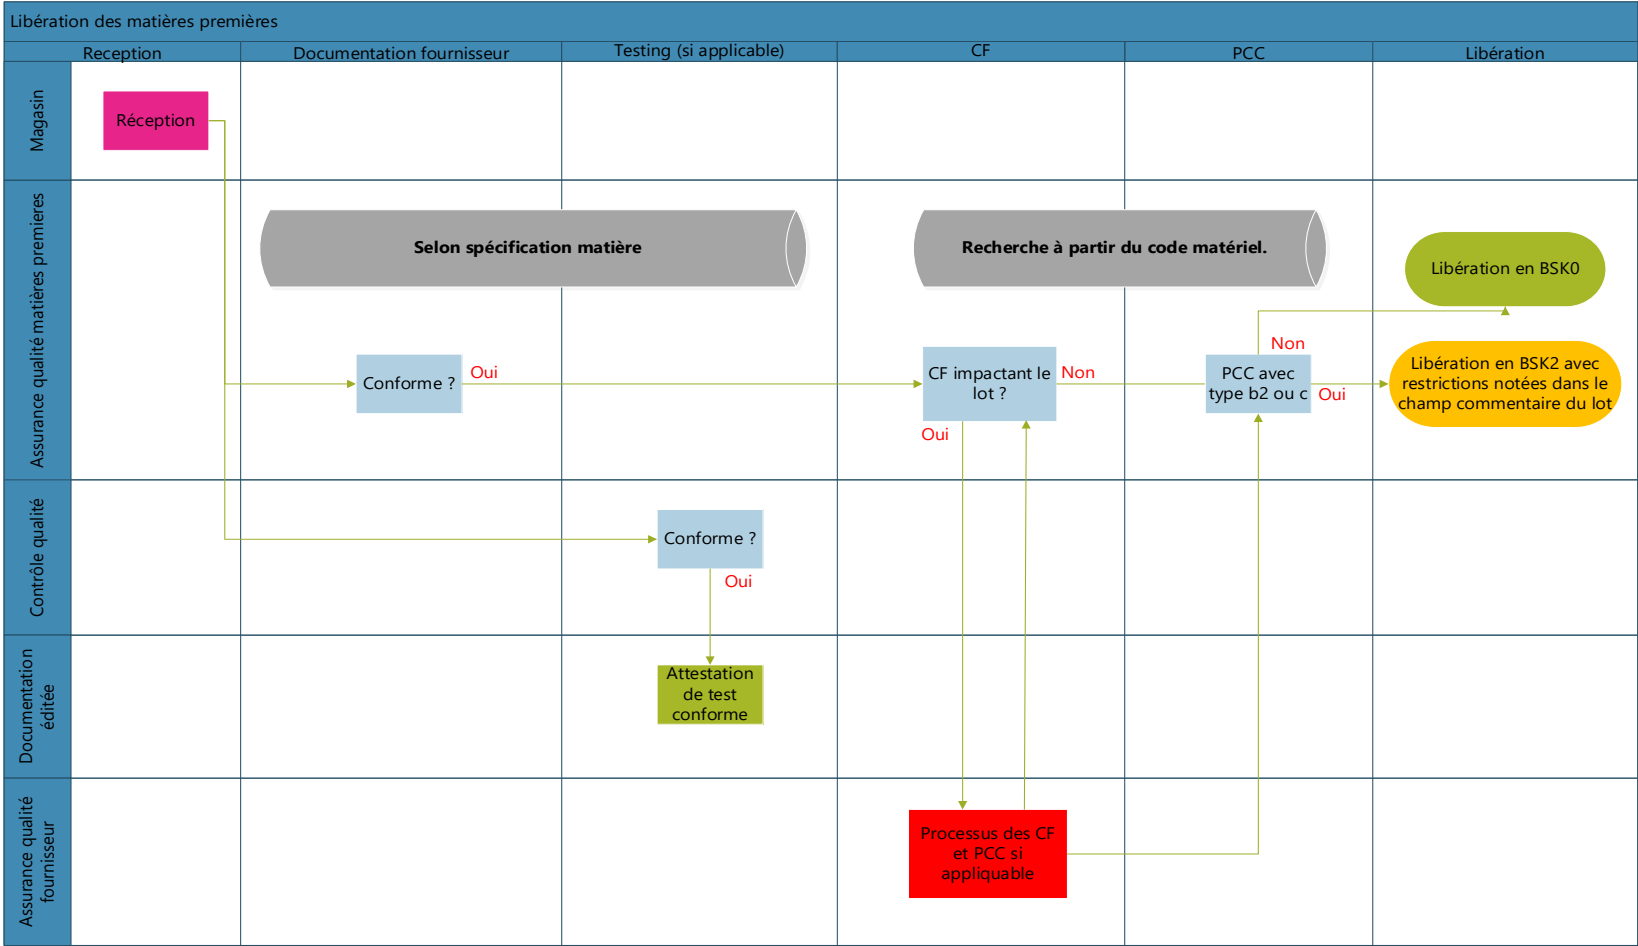 Libération des matières premières
Reception
Documentation fournisseur
Testing (si applicable)
CF
PCC
Libération
Magasin
Réception
Assurance qualité matières premieres
Selon spécification matière
Recherche à partir du code matériel.
Libération en BSK0
Conforme ?
Oui
CF impactant le
lot ?
Non
Oui
PCC avec
type b2 ou c
Non
Oui
Libération en BSK2 avec
restrictions notées dans le
champ commentaire du lot
Contrôle qualité
Conforme ?
Oui
Documentation
éditée
Attestation
de test
conforme
Assurance qualité
fournisseur
Processus des CF
et PCC si
appliquable